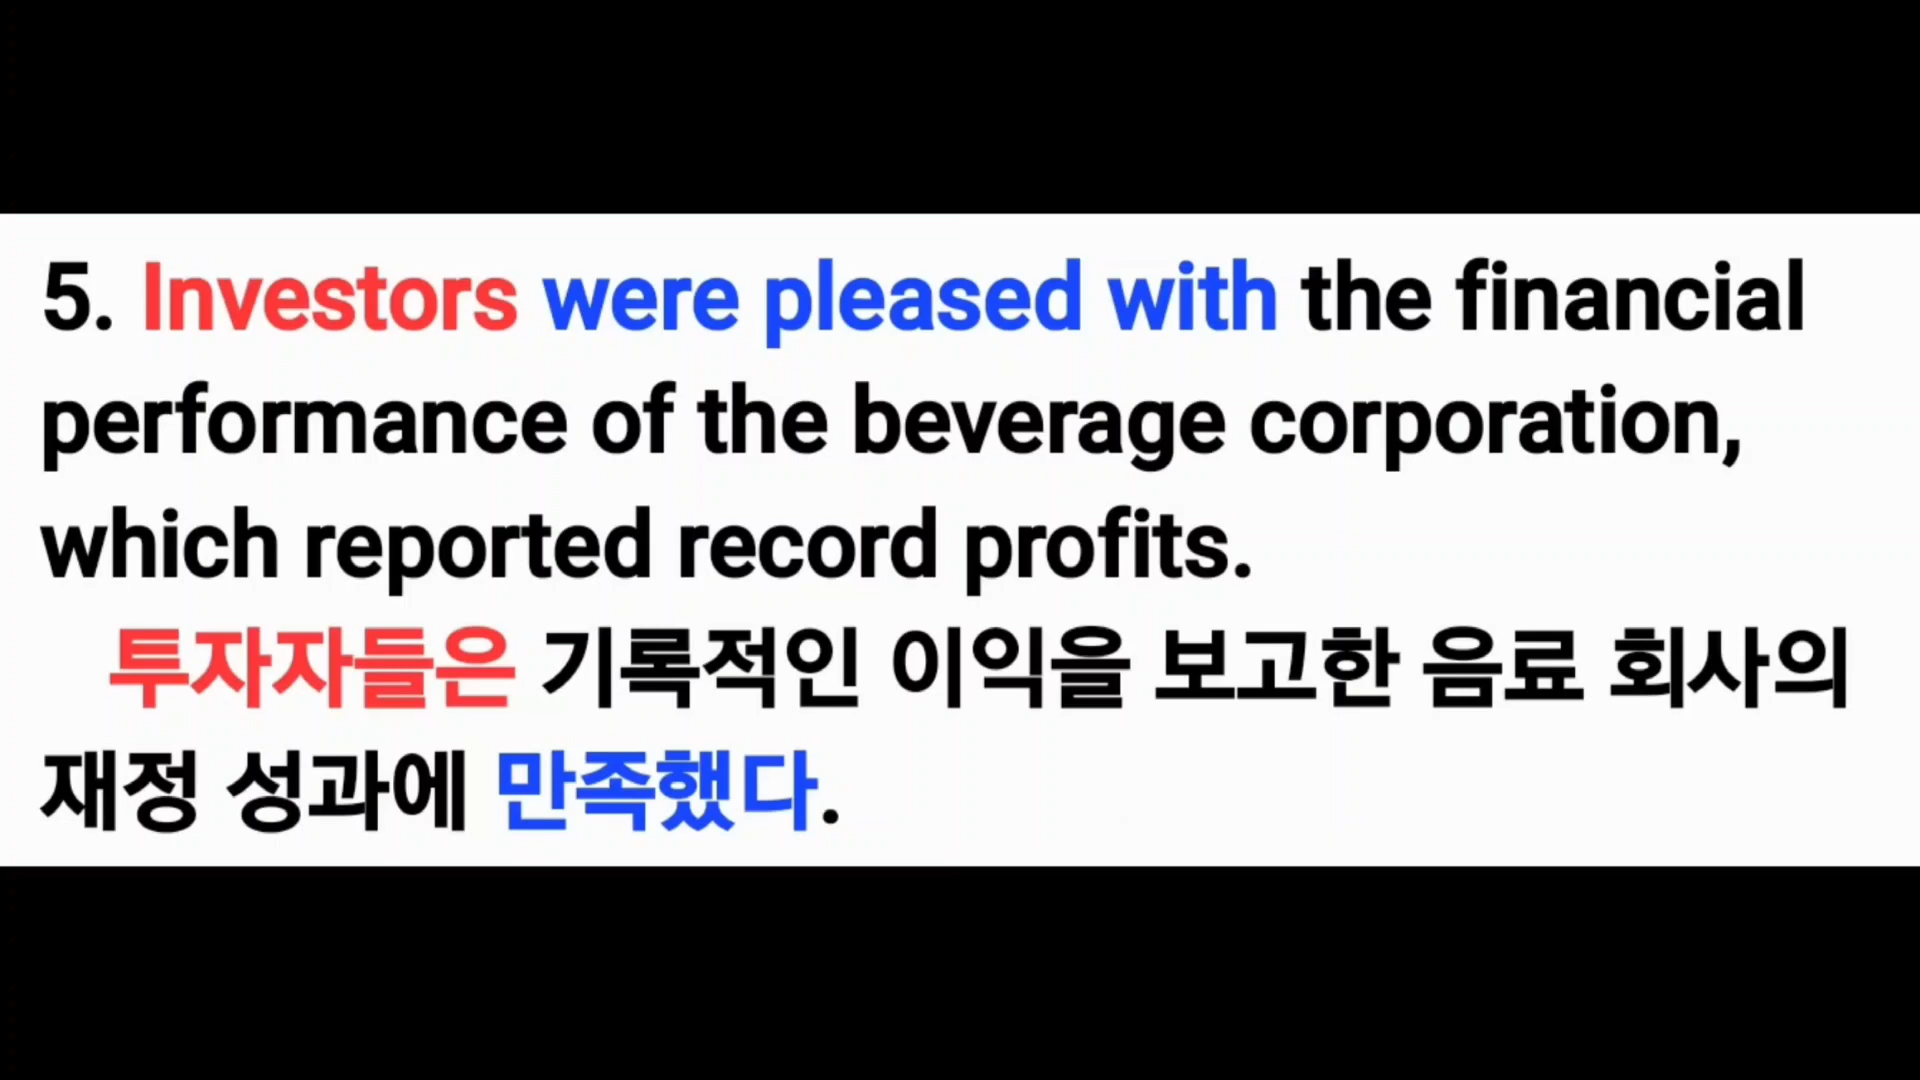 5. Investors were pleased with the financial
performance of the beverage corporation,
which reported record profits.
투자자들은 기록적인 이익을 보고한 음료 회사의
재정 성과에 만족했다.